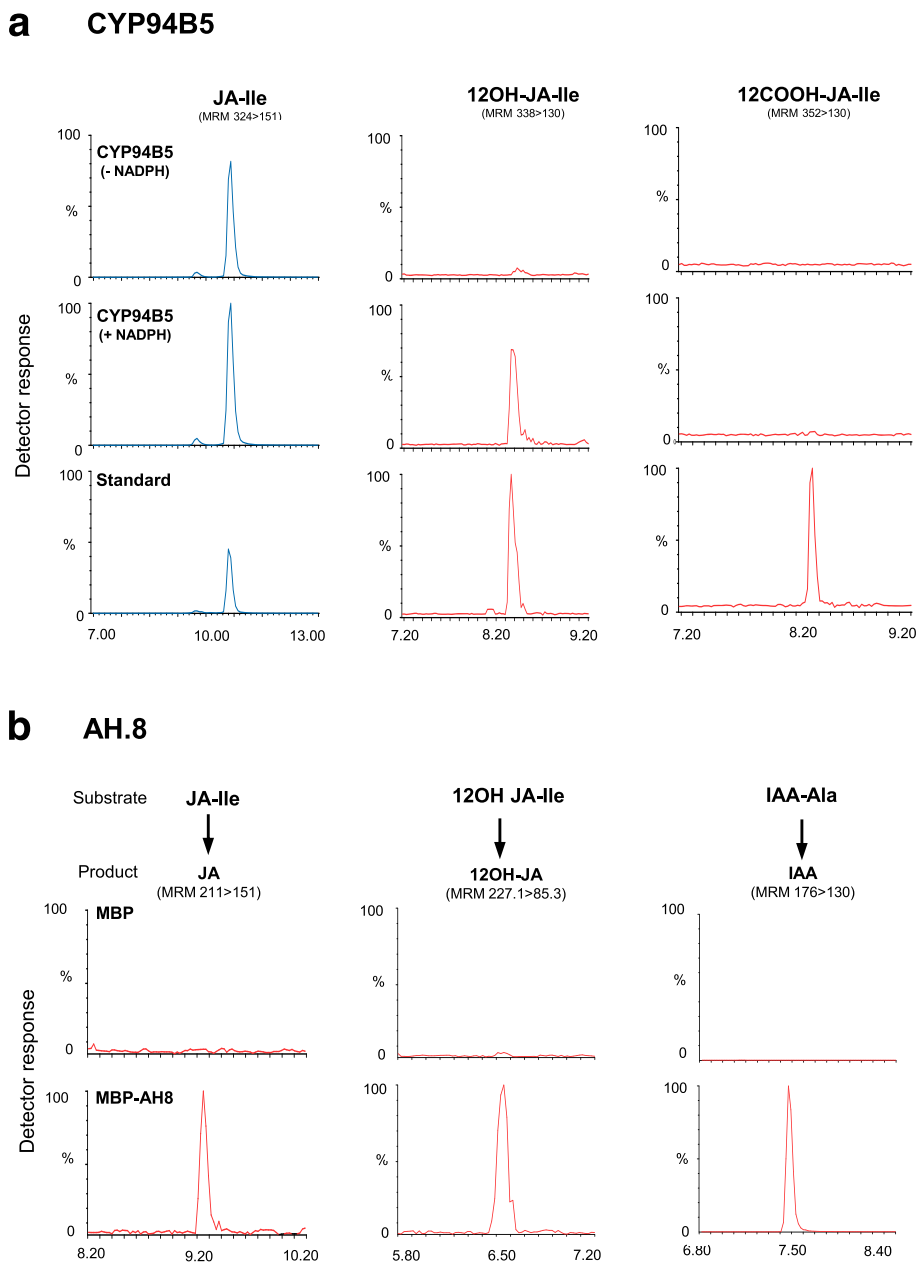 a CYP94B5
JA-Ile 12OH-JA-Ile 12COOH-JA-Ile
(MRM 324>151) (MRM 338>130) (MRM 352>130)
100 100 100
CYP94B5
(- NADPH)
% % %
0 0 0
100 100 100
CYP94B5
(+ NADPH)
% % %
0 0 0
Standard
100 100 100
% % %
0 0 0
7.00 10.00 13.00 7.20 8.20 9.20 7.20 8.20 9.20
Detector response
b AH.8
Substrate JA-Ile 12OH JA-Ile IAA-Ala
Product JA 12OH-JA IAA
(MRM 211>151) (MRM 227.1>85.3) (MRM 176>130)
100 MBP 100 100
% % %
0 0 0
100 MBP-AH8 100 100
% % %
0 0 0
8.20 9.20 10.20 5.80 6.50 7.20 6.80 7.50 8.40
Detector response